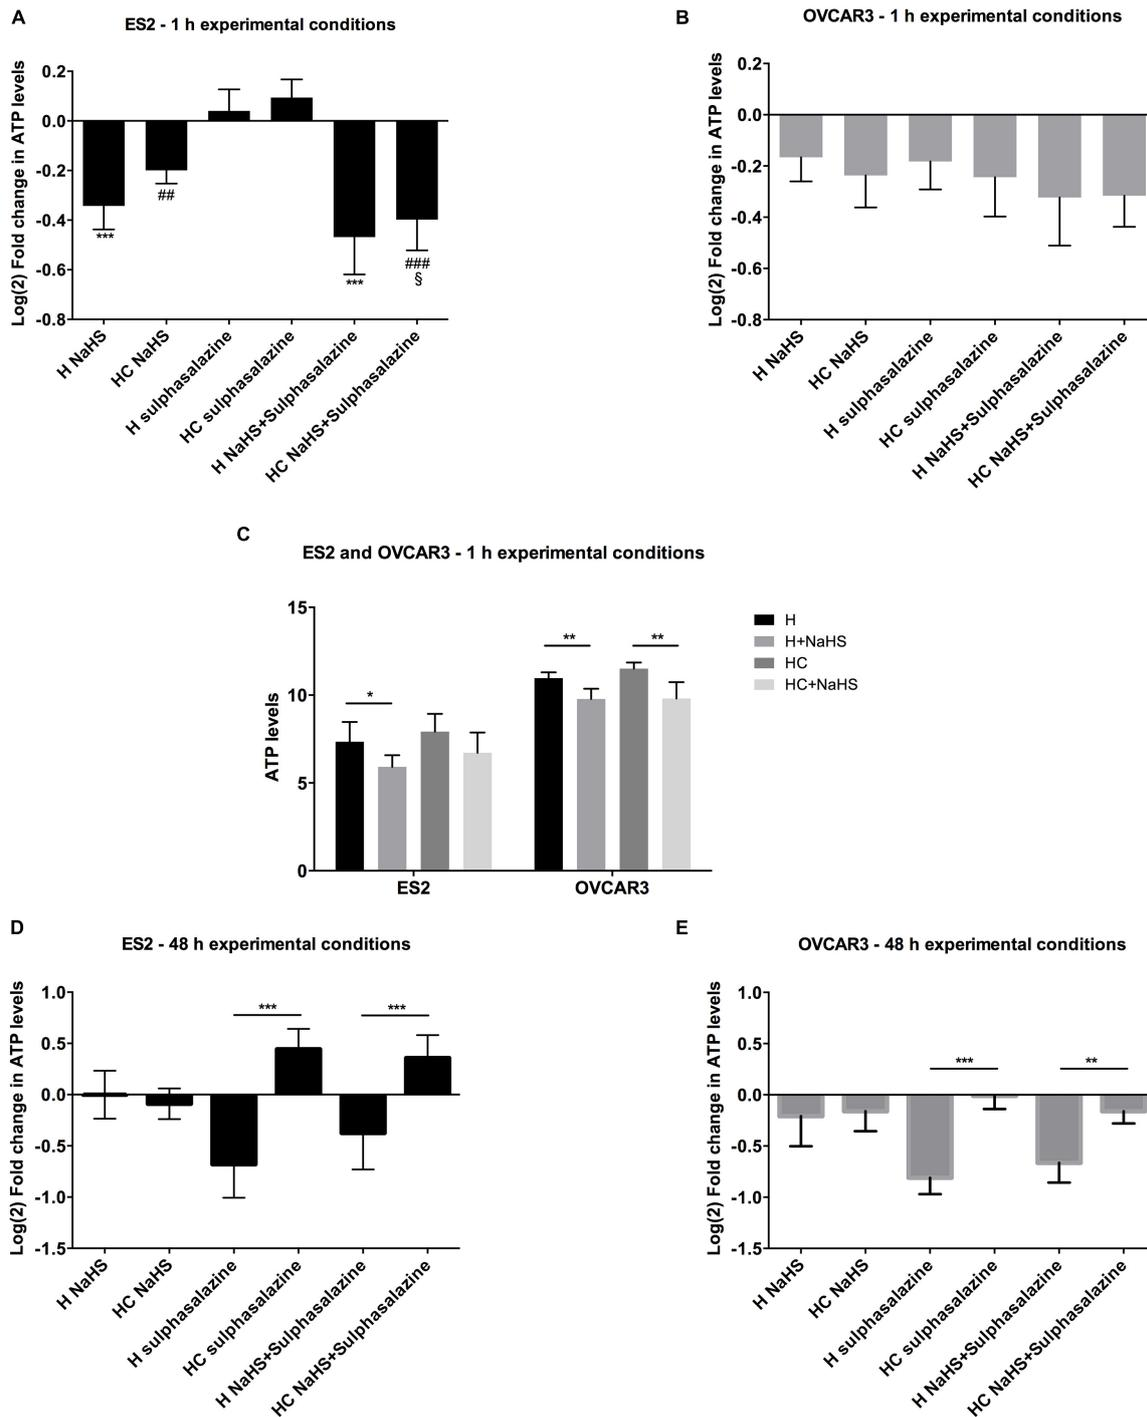 A
ES2 - 1 h experimental conditions
Log(2) Fold change in ATP levels
0.2
0.0
-0.2
-0.4
-0.6
-0.8
***
##
***
###
§
H NaHS
HC NaHS
H sulphasalazine
HC sulphasalazine
H NaHS+Sulphasalazine
HC NaHS+Sulphasalazine
B
OVCAR3 - 1 h experimental conditions
Log(2) Fold change in ATP levels
0.2
0.0
-0.2
-0.4
-0.6
-0.8
H NaHS
HC NaHS
H sulphasalazine
HC sulphasalazine
H NaHS+Sulphasalazine
HC NaHS+Sulphasalazine
C
ES2 and OVCAR3 - 1 h experimental conditions
ATP levels
15
10
5
0
*
**
**
ES2
OVCAR3
H
H+NaHS
HC
HC+NaHS
D
ES2 - 48 h experimental conditions
Log(2) Fold change in ATP levels
1.0
0.5
0.0
-0.5
-1.0
-1.5
***
***
H NaHS
HC NaHS
H sulphasalazine
HC sulphasalazine
H NaHS+Sulphasalazine
HC NaHS+Sulphasalazine
E
OVCAR3 - 48 h experimental conditions
Log(2) Fold change in ATP levels
1.0
0.5
0.0
-0.5
-1.0
-1.5
***
**
H NaHS
HC NaHS
H sulphasalazine
HC sulphasalazine
H NaHS+Sulphasalazine
HC NaHS+Sulphasalazine